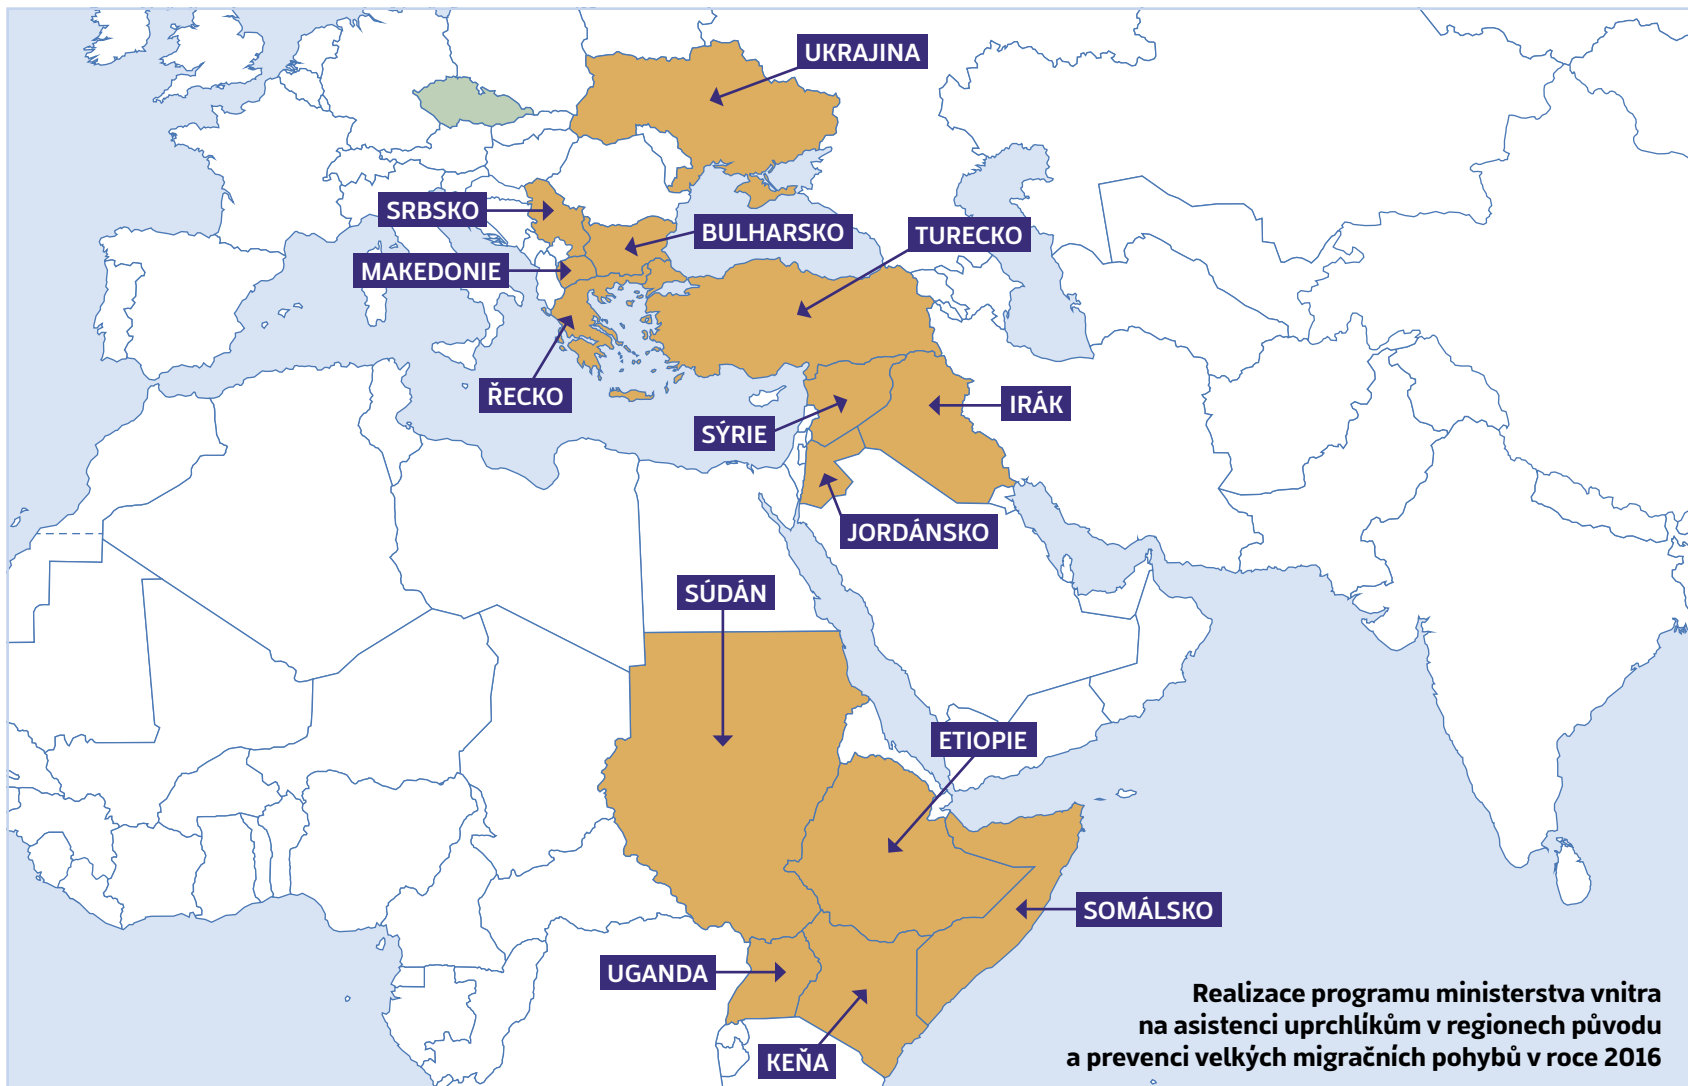 UKRAJINA
SRBSKO
BULHARSKO
TURECKO
MAKEDONIE
ŘECKO
IRÁK
SÝRIE
JORDÁNSKO
SÚDÁN
ETIOPIE
SOMÁLSKO
UGANDA
KEŇA
Realizace programu ministerstva vnitra
na asistenci uprchlíkům v regionech původu
a prevenci velkých migračních pohybů v roce 2016